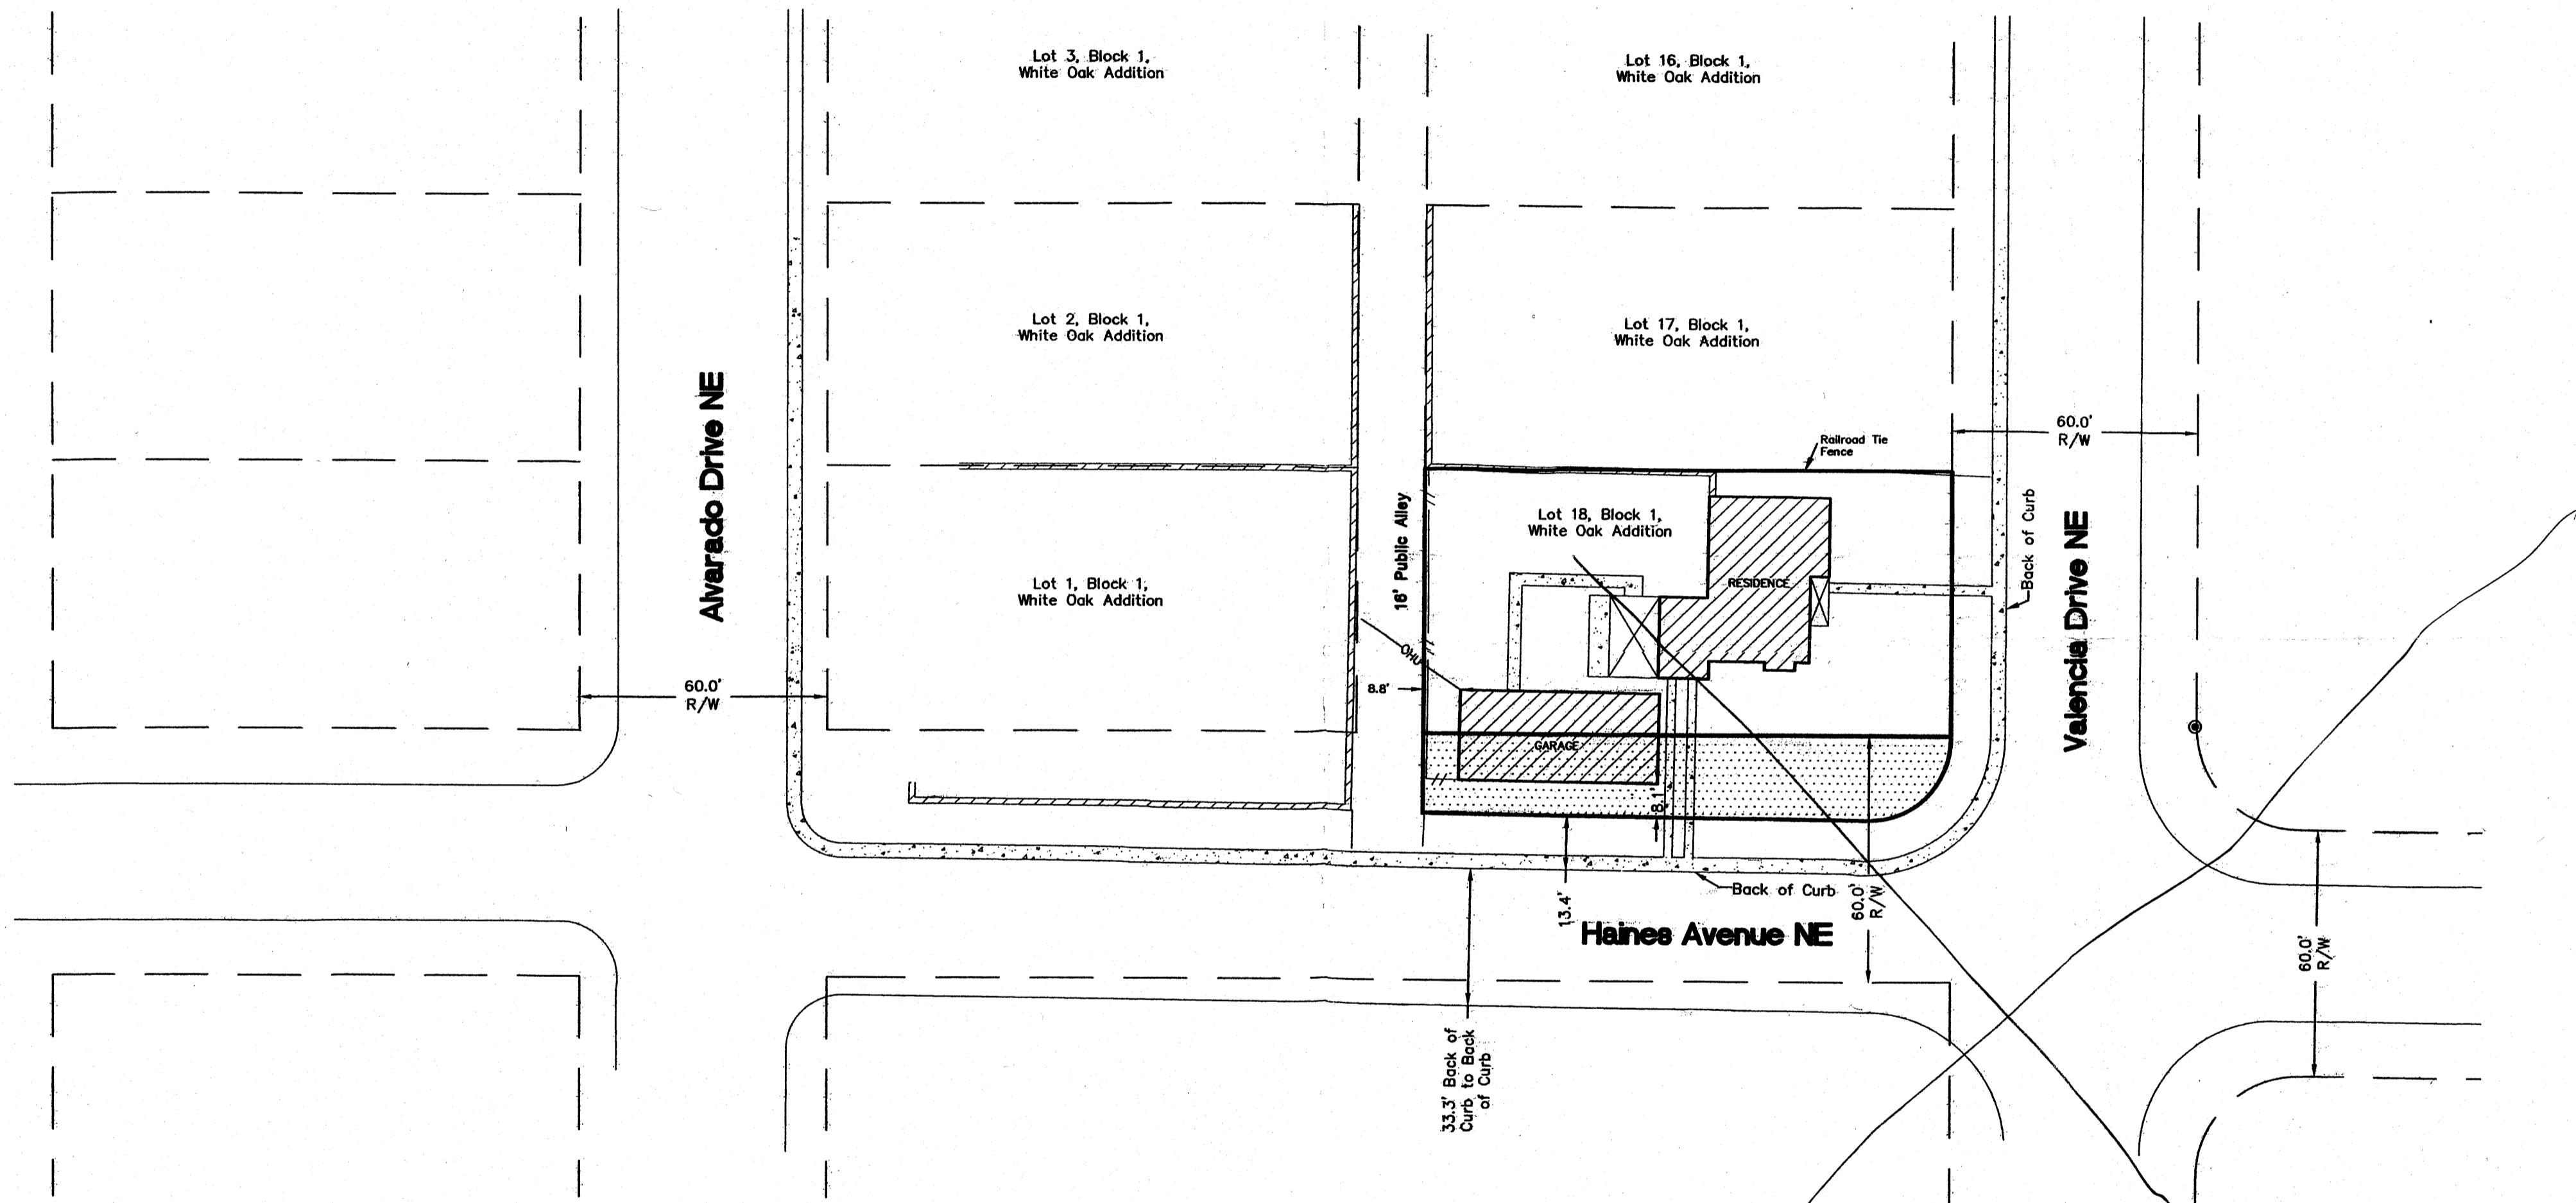 Lot 3, Block 1,
White Oak Addition
Lot 16, Block 1,
White Oak Addition
Lot 2, Block 1,
White Oak Addition
Lot 17, Block 1,
White Oak Addition
Alvarado Drive NE
60.0'
R/W
Railroad Tie
Fence
16' Public Alley
Lot 18, Block 1,
White Oak Addition
Back of Curb
Valencia Drive NE
Lot 1, Block 1,
White Oak Addition
RESIDENCE
OHU
60.0'
R/W
8.8'
GARAGE
8.1'
Back of Curb
13.4'
60.0'
R/W
Haines Avenue NE
60.0'
R/W
33.3' Back of
Curb to Back
of Curb